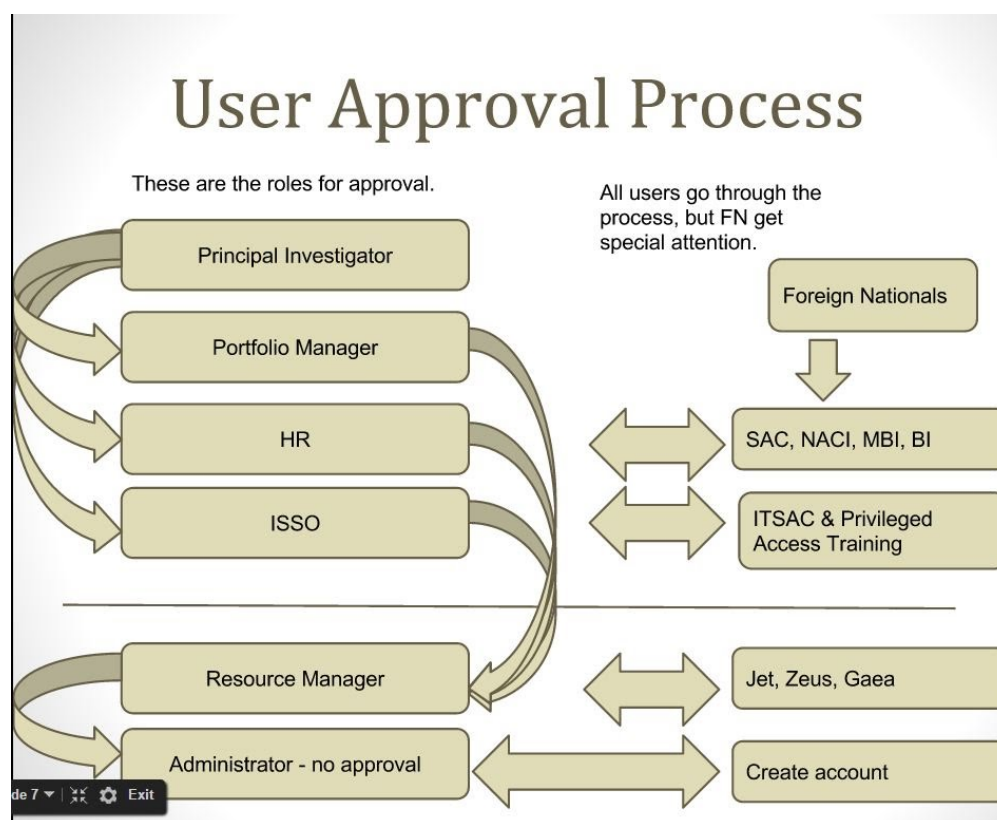 User Approval Process
These are the roles for approval.
All users go through the
process, but FN get
special attention.
Principal Investigator
Foreign Nationals
Portfolio Manager
HR
SAC, NACI, MBI, BI
ISSO
ITSAC & Privileged
Access Training
Resource Manager
Jet, Zeus, Gaea
Administrator - no approval
Create account
de 7
Exit